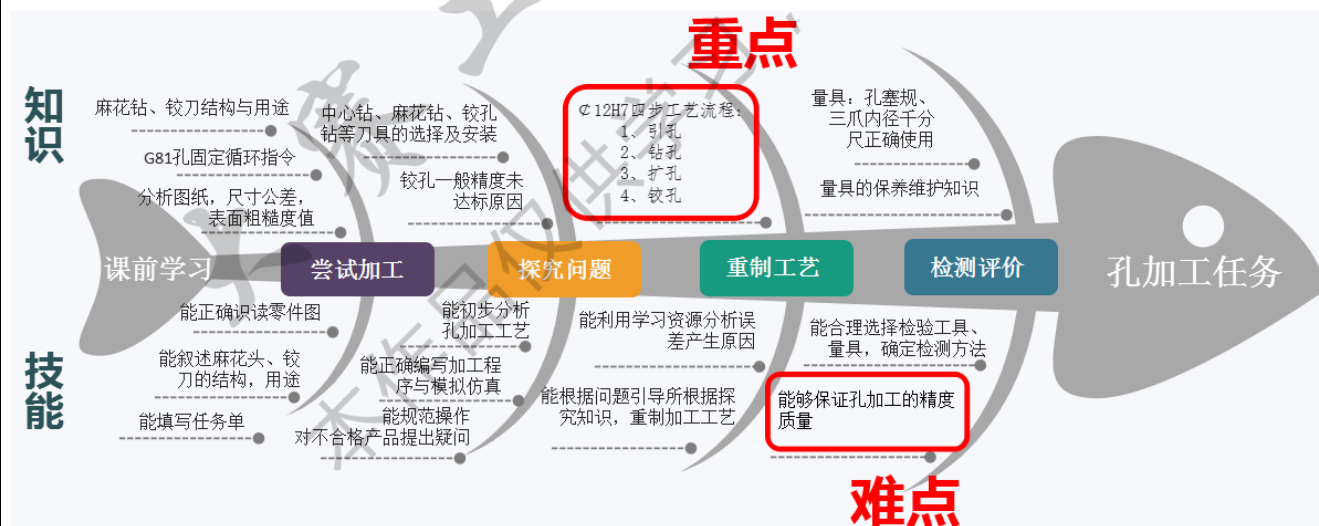 重点
知识
麻花钻、铰刀结构与用途
G81孔固定循环指令
分析图纸，尺寸公差，
表面粗糙度值
中心钻、麻花钻、铰孔
钻等刀具的选择及安装
铰孔一般精度未
达标原因
¢12H7四步工艺流程：
1、引孔
2、钻孔
3、扩孔
4、铰孔
量具：孔塞规、
三爪内径千分
尺正确使用
量具的保养维护知识
课前学习
尝试加工
探究问题
重制工艺
检测评价
孔加工任务
技能
能正确识读零件图
能叙述麻花头、铰
刀的结构，用途
能填写任务单
能初步分析
孔加工工艺
能正确编写加工程
序与模拟仿真
能规范操作
对不合格产品提出疑问
能利用学习资源分析误
差产生原因
能根据问题引导所根据探
究知识，重制加工工艺
能合理选择检验工具、
量具，确定检测方法
能够保证孔加工的精度
质量
难点
本作品仅供学习，